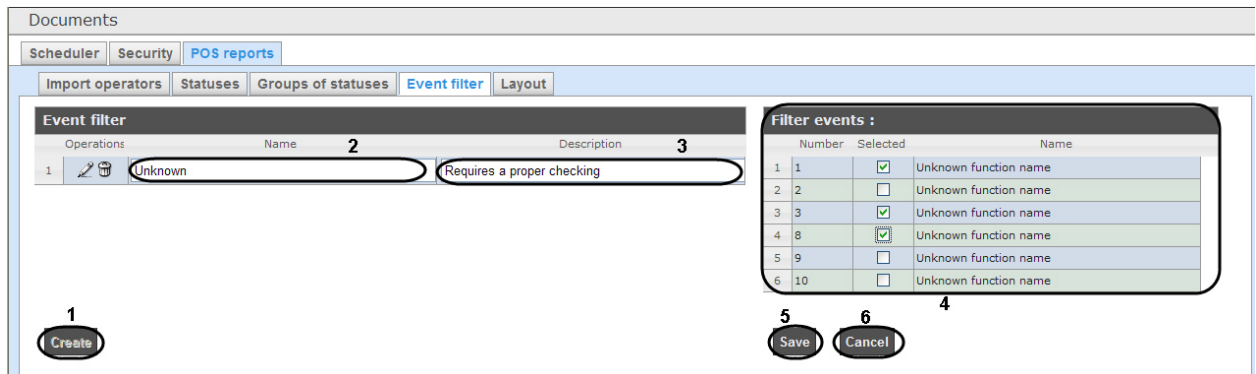 Documents
Scheduler Security POS reports
Import operators Statuses Groups of statuses Event filter Layout
Event filter
Operations Name 2 Description 3
1 Unknown Requires a proper checking
Filter events :
Number Selected Name
1 1 Unknown function name
2 2 Unknown function name
3 3 Unknown function name
4 8 Unknown function name
5 9 Unknown function name
6 10 Unknown function name
4
1
Create
5 6
Save Cancel